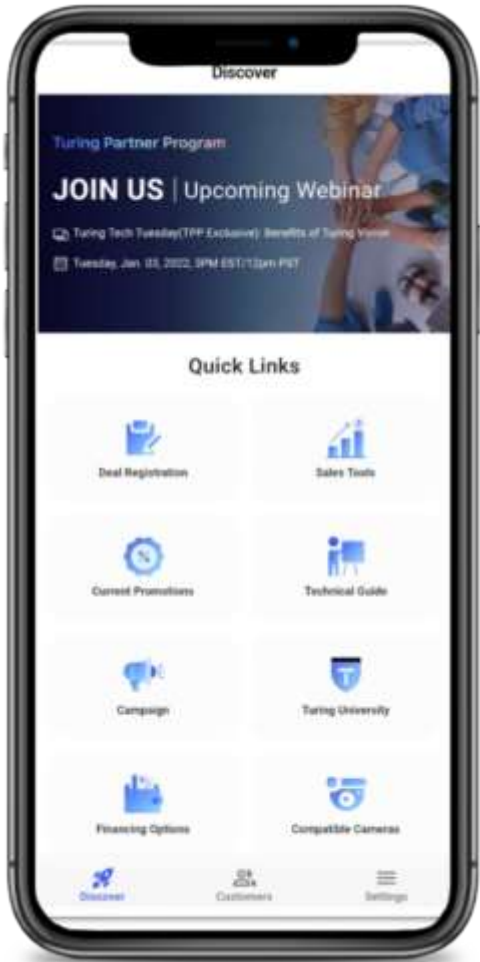 Discover
Turing Partner Program
JOIN US | Upcoming Webinar
Turing Tech Tuesday(TPP Exclusive): Benefits of Turing Vision
Tuesday, Jan. 03, 2022, 3PM EST/12pm PST
Quick Links
Deal Registration
Sales Tools
Current Promotions
Technical Guide
Campaign
Turing University
Financing Options
Compatible Cameras
Discover
Customers
Settings